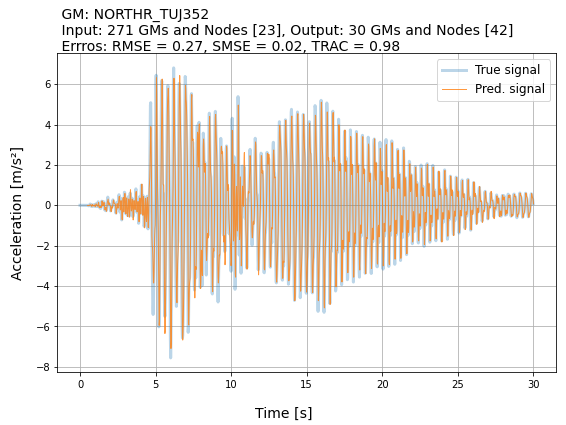 GM: NORTHR_TUJ352
Input: 271 GMs and Nodes [23], Output: 30 GMs and Nodes [42]
Errros: RMSE = 0.27, SMSE = 0.02, TRAC = 0.98
True signal
Pred. signal
Acceleration [m/s²]
6
4
2
0
−2
−4
−6
−8
0
5
10
15
20
25
30
Time [s]